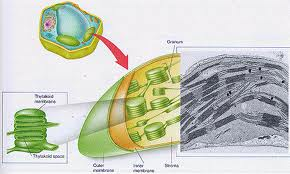 Granum
Thylakoid
membrane
Thylakoid space
Outer
membrane
Inner
membrane
Stroma